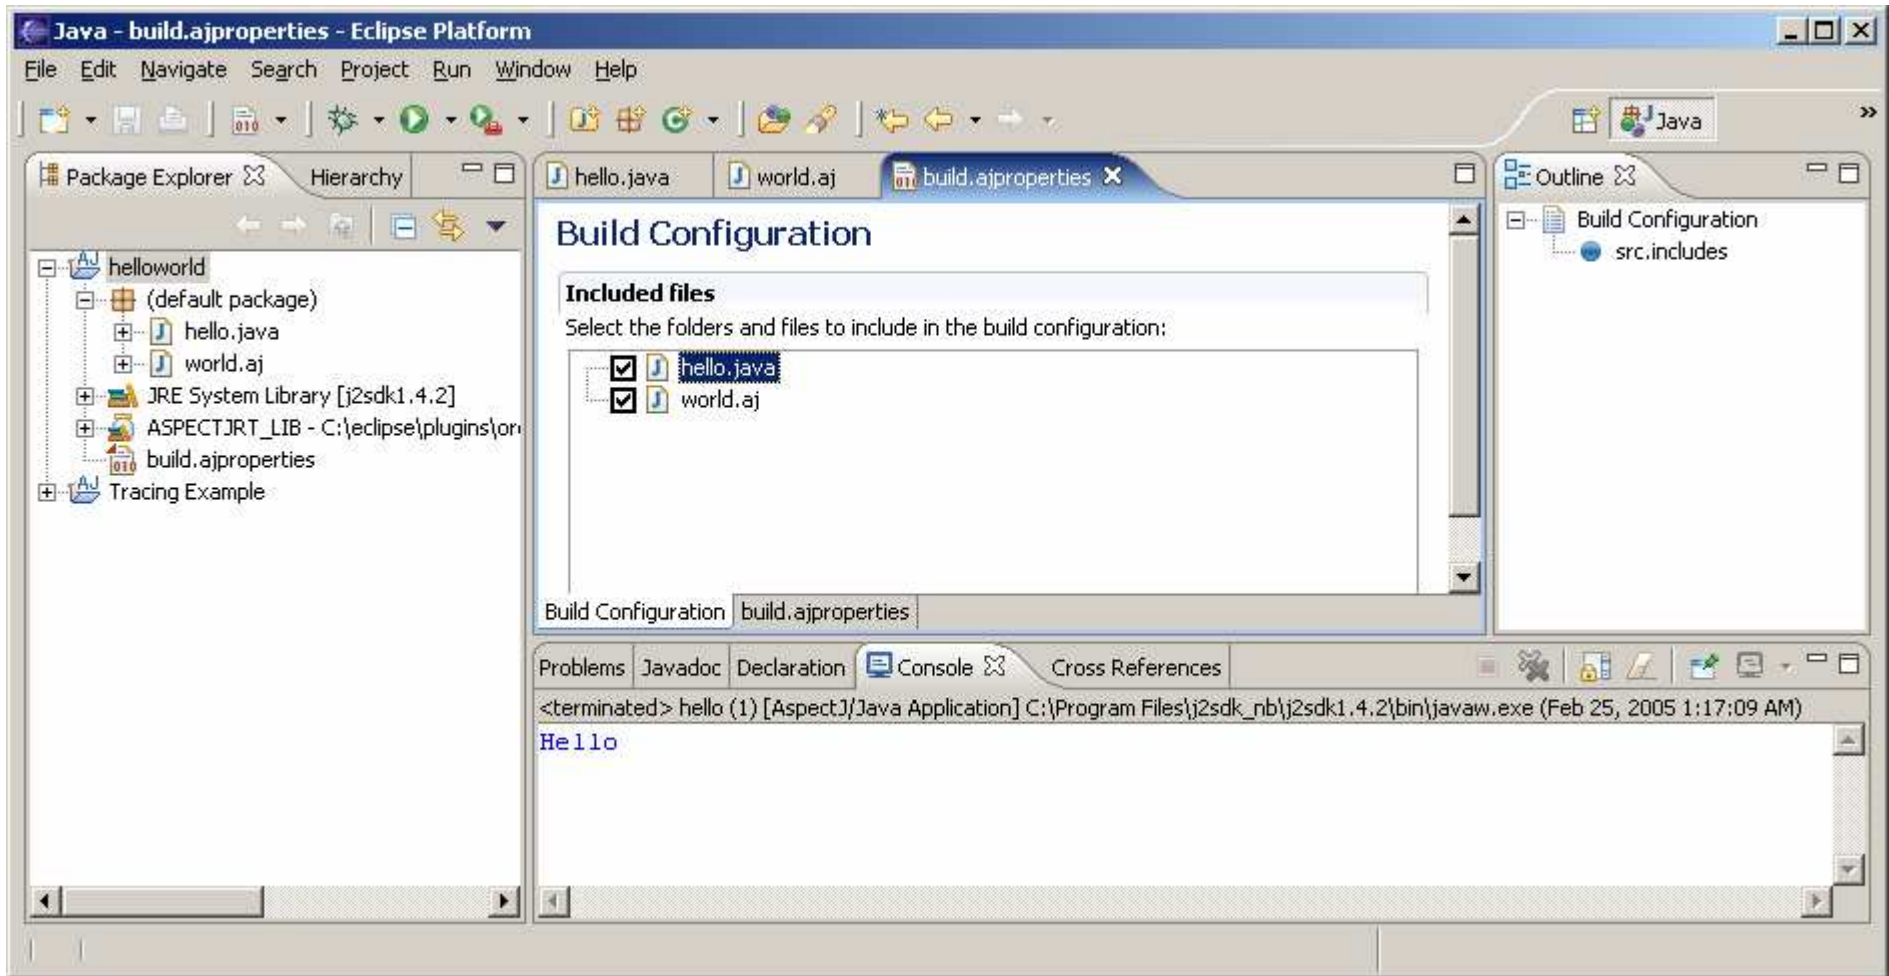 Java - build.ajproperties - Eclipse Platform
File Edit Navigate Search Project Run Window Help
Java
Package Explorer Hierarchy
helloworld
(default package)
hello.java
world.aj
JRE System Library [j2sdk1.4.2]
ASPECTJRT_LIB - C:\eclipse\plugins\or
build.ajproperties
Tracing Example
hello.java world.aj build.ajproperties
Build Configuration
Included files
Select the folders and files to include in the build configuration:
hello.java
world.aj
Build Configuration build.ajproperties
Outline
Build Configuration
src.includes
Problems Javadoc Declaration Console Cross References
<terminated> hello (1) [AspectJ/Java Application] C:\Program Files\j2sdk_nb\j2sdk1.4.2\bin\javaw.exe (Feb 25, 2005 1:17:09 AM)
Hello